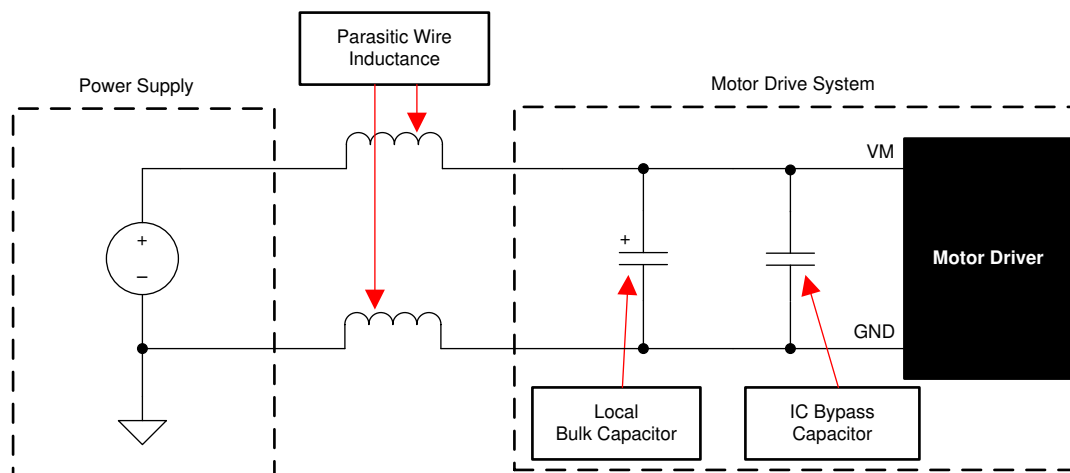 Parasitic Wire
Inductance
Power Supply
Motor Drive System
VM
+
–
+
Motor Driver
GND
Local
Bulk Capacitor
IC Bypass
Capacitor